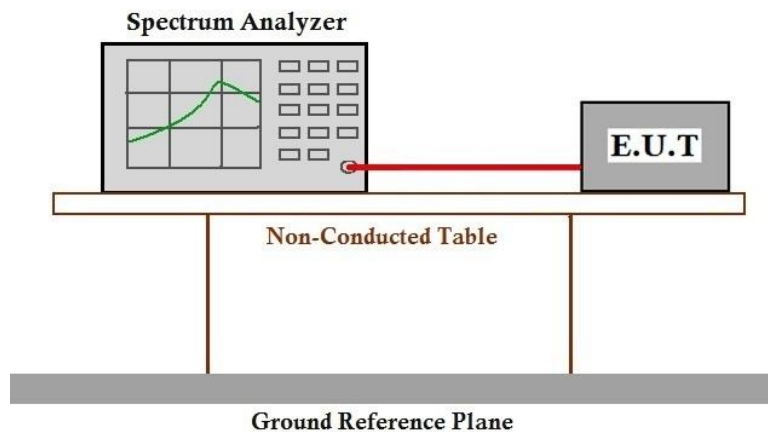 Spectrum Analyzer
E.U.T
Non-Conducted Table
Ground Reference Plane